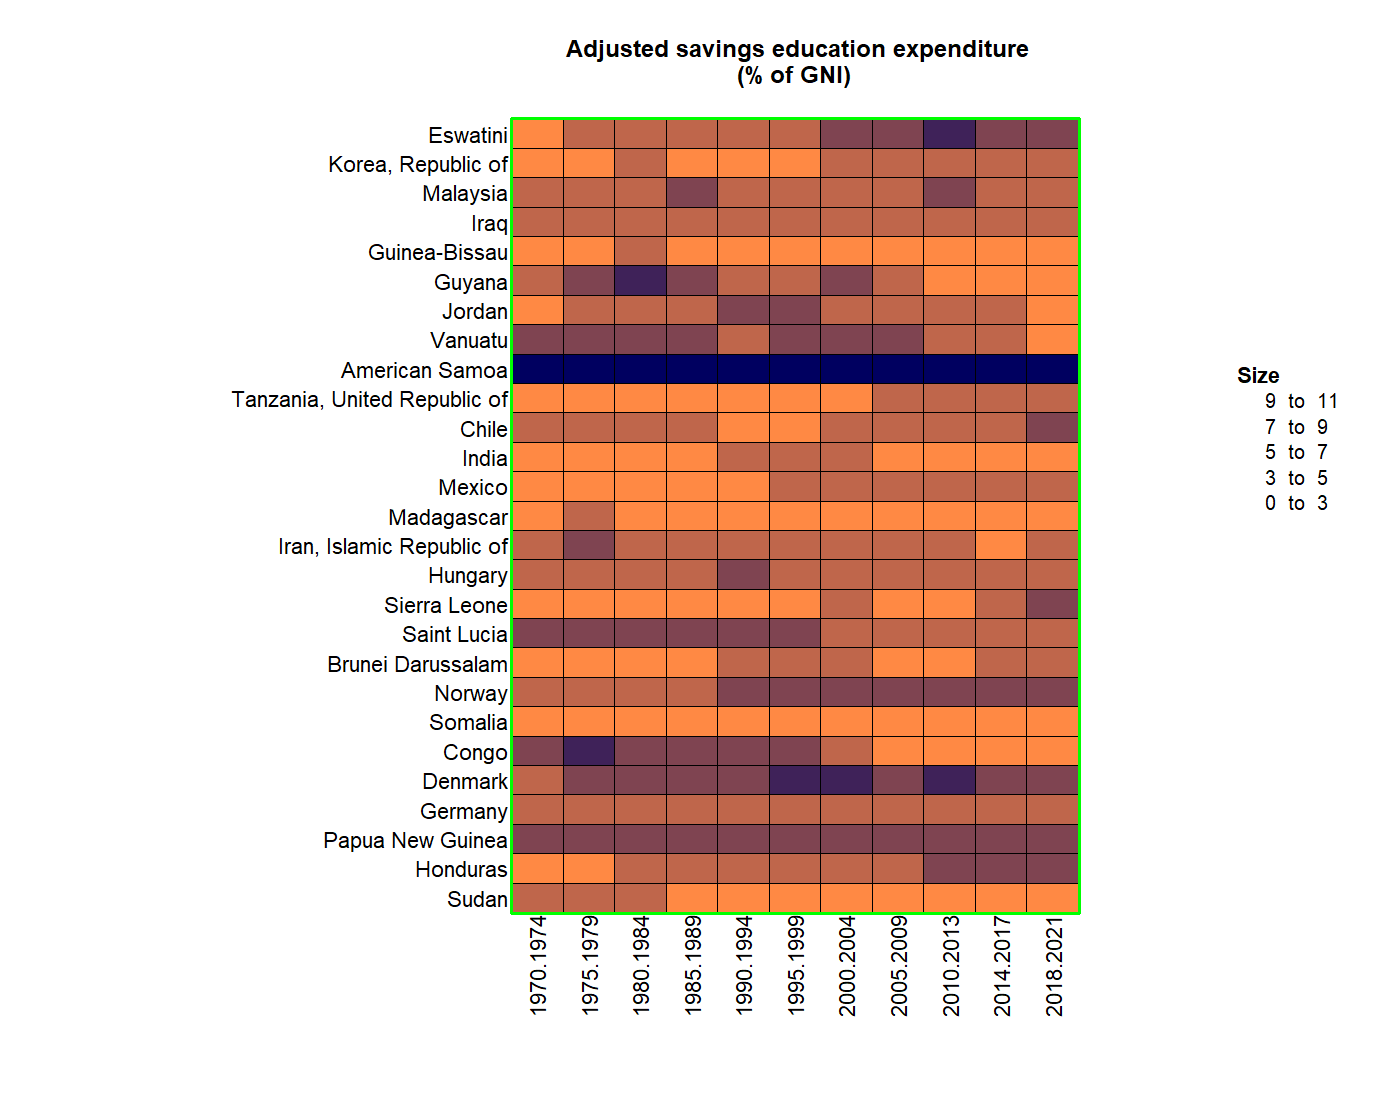 Adjusted savings education expenditure
(% of GNI)
Eswatini
Korea, Republic of
Malaysia
Iraq
Guinea-Bissau
Guyana
Jordan
Vanuatu
American Samoa
Tanzania, United Republic of
Chile
India
Mexico
Madagascar
Iran, Islamic Republic of
Hungary
Sierra Leone
Saint Lucia
Brunei Darussalam
Norway
Somalia
Congo
Denmark
Germany
Papua New Guinea
Honduras
Sudan
1970.1974
1975.1979
1980.1984
1985.1989
1990.1994
1995.1999
2000.2004
2005.2009
2010.2013
2014.2017
2018.2021
Size
9 to 11
7 to 9
5 to 7
3 to 5
0 to 3